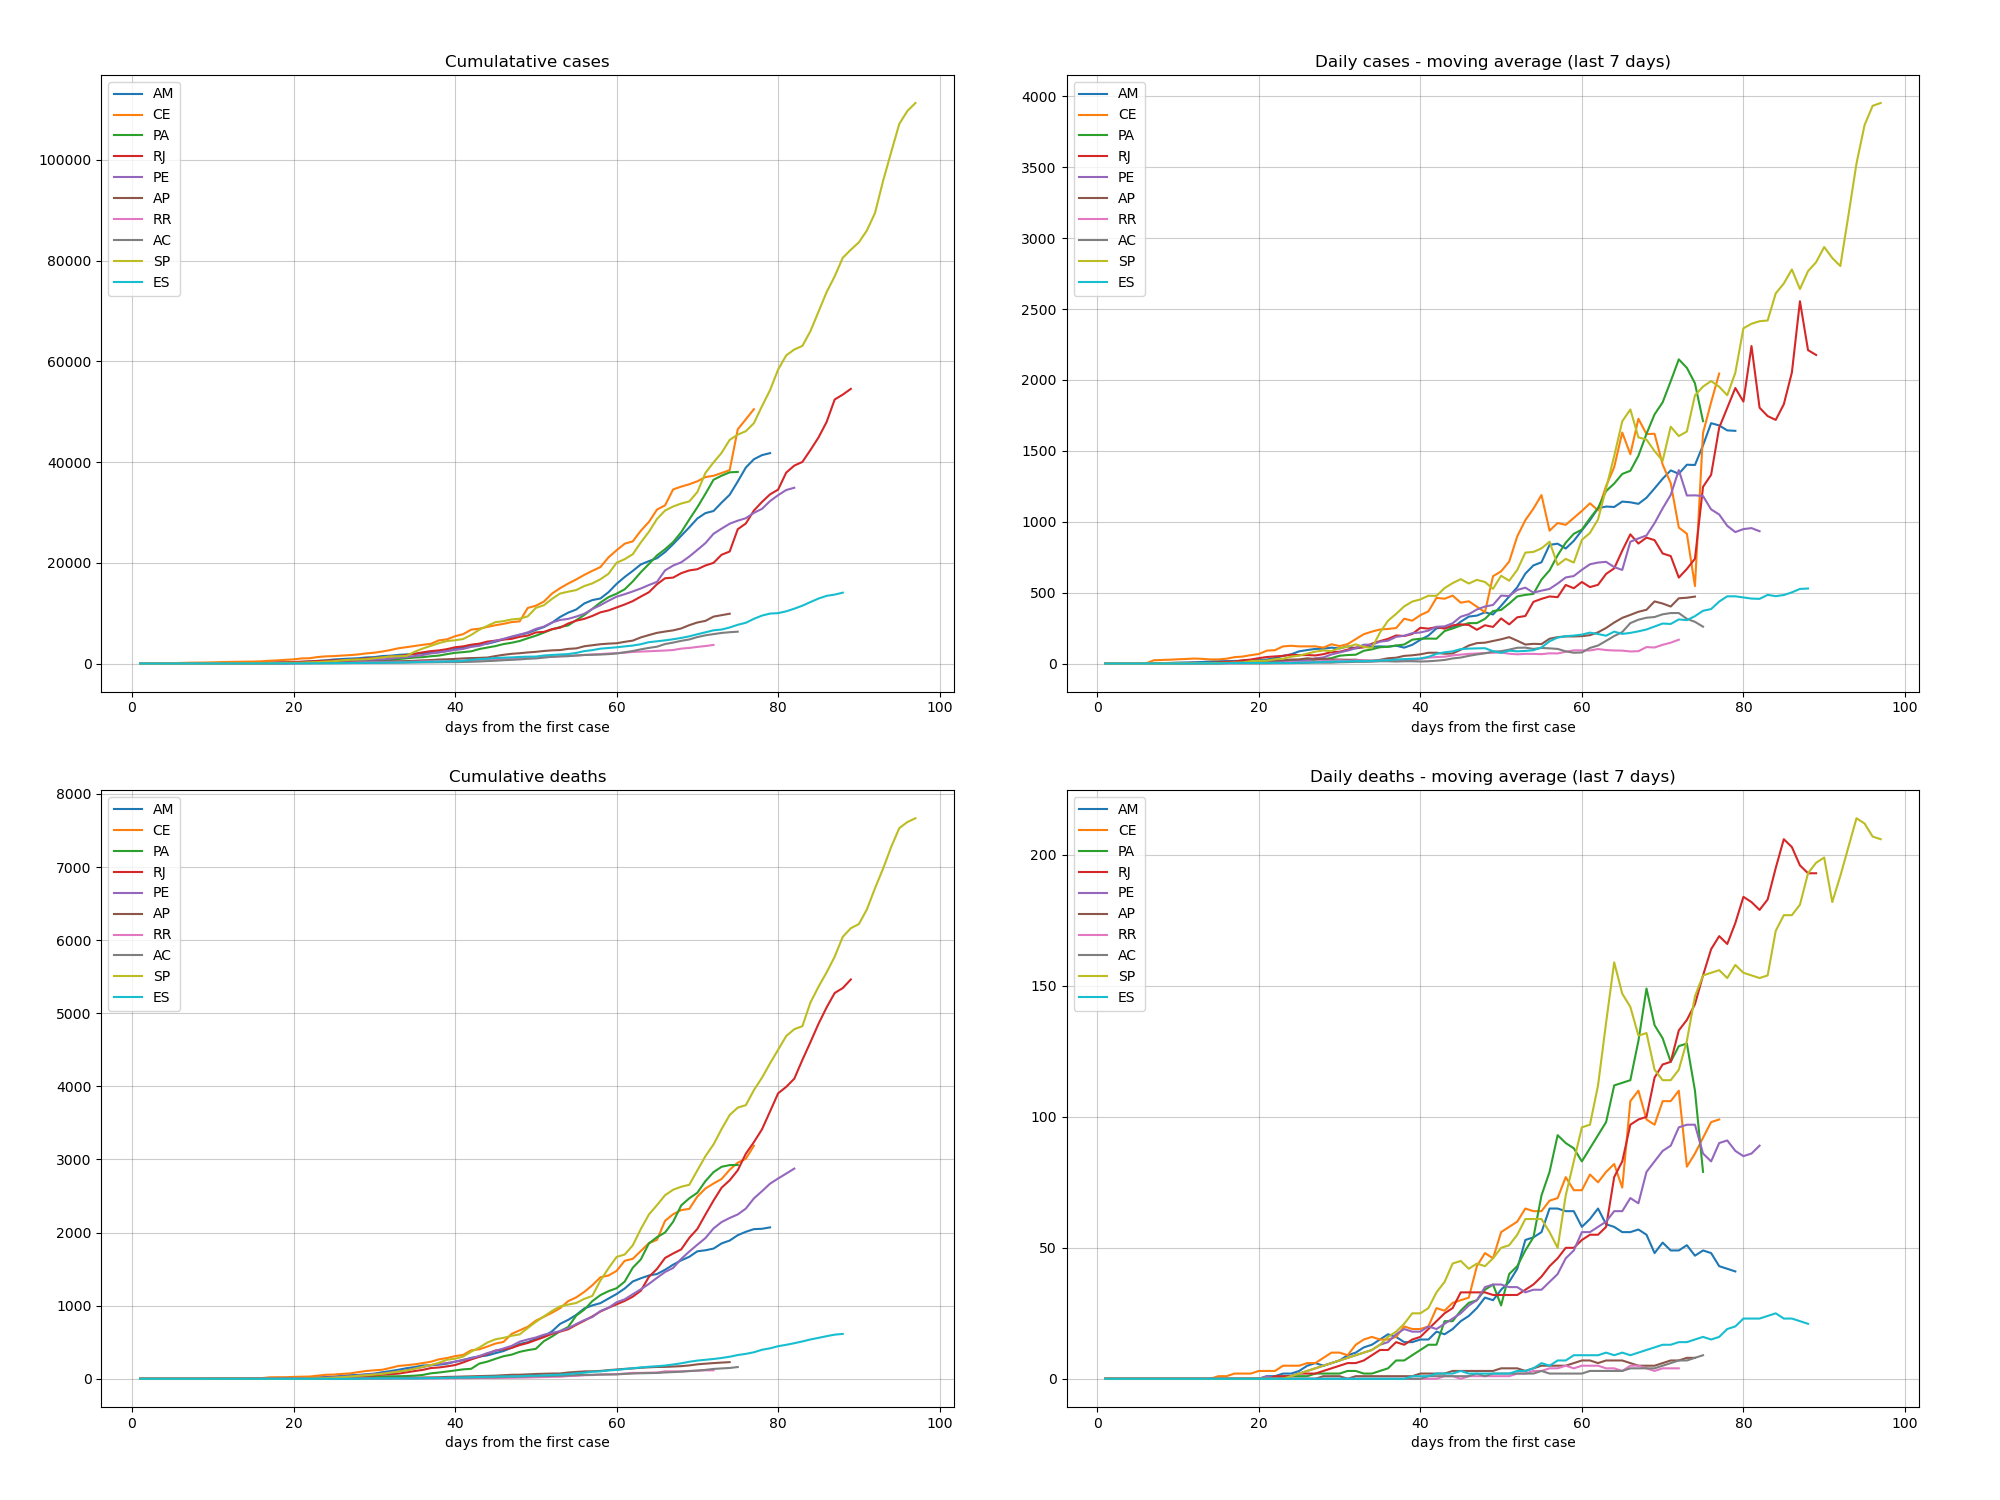 Cumulatative cases
AM
CE
PA
RJ
PE
AP
RR
AC
SP
ES
100000
80000
60000
40000
20000
0
0 20 40 60 80 100
days from the first case
Daily cases - moving average (last 7 days)
AM
CE
PA
RJ
PE
AP
RR
AC
SP
ES
4000
3500
3000
2500
2000
1500
1000
500
0
0 20 40 60 80 100
days from the first case
Cumulative deaths
AM
CE
PA
RJ
PE
AP
RR
AC
SP
ES
8000
7000
6000
5000
4000
3000
2000
1000
0
0 20 40 60 80 100
days from the first case
Daily deaths - moving average (last 7 days)
AM
CE
PA
RJ
PE
AP
RR
AC
SP
ES
200
150
100
50
0
0 20 40 60 80 100
days from the first case